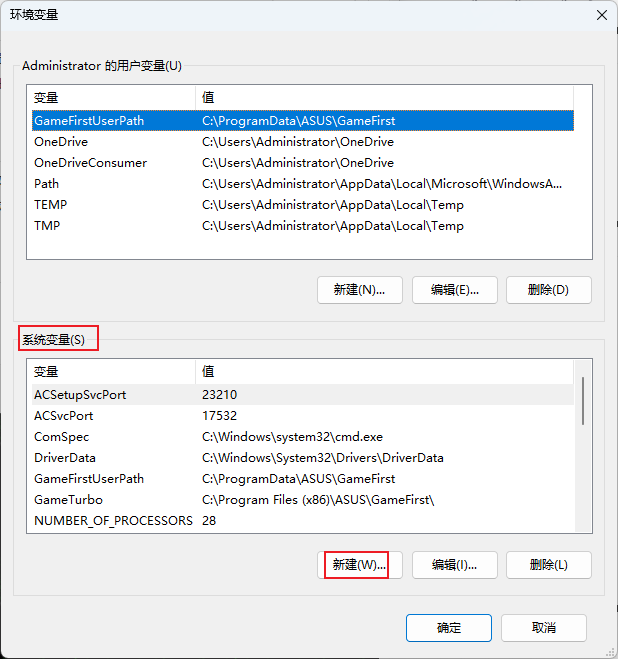 环境变量
Administrator 的用户变量(U)
变量 值
GameFirstUserPath C:\ProgramData\ASUS\GameFirst
OneDrive C:\Users\Administrator\OneDrive
OneDriveConsumer C:\Users\Administrator\OneDrive
Path C:\Users\Administrator\AppData\Local\Microsoft\WindowsA...
TEMP C:\Users\Administrator\AppData\Local\Temp
TMP C:\Users\Administrator\AppData\Local\Temp
新建(N)... 编辑(E)... 删除(D)
系统变量(S)
变量 值
ACSetupSvcPort 23210
ACSvcPort 17532
ComSpec C:\Windows\system32\cmd.exe
DriverData C:\Windows\System32\Drivers\DriverData
GameFirstUserPath C:\ProgramData\ASUS\GameFirst
GameTurbo C:\Program Files (x86)\ASUS\GameFirst\
NUMBER_OF_PROCESSORS 28
新建(W)... 编辑(I)... 删除(L)
确定 取消